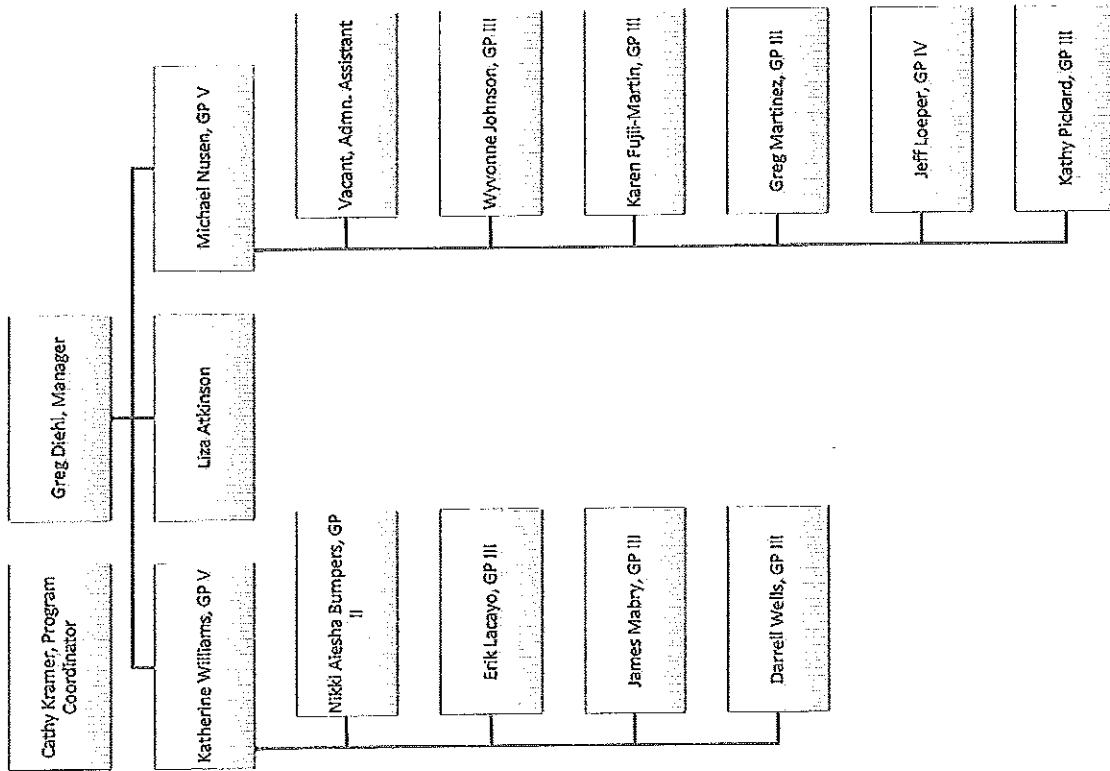 Cathy Kramer, Program
Coordinator
Greg Diehl, Manager
Katherine Williams, GP V
Liza Atkinson
Michael Nusen, GP V
Nikki Aiesha Bumpers, GP
II
Erik Lacayo, GP III
James Mabry, GP III
Darrell Wells, GP III
Vacant, Admn. Assistant
Wyvonne Johnson, GP III
Karen Fujii-Martin, GP III
Greg Martinez, GP III
Jeff Loeper, GP IV
Kathy Pickard, GP III